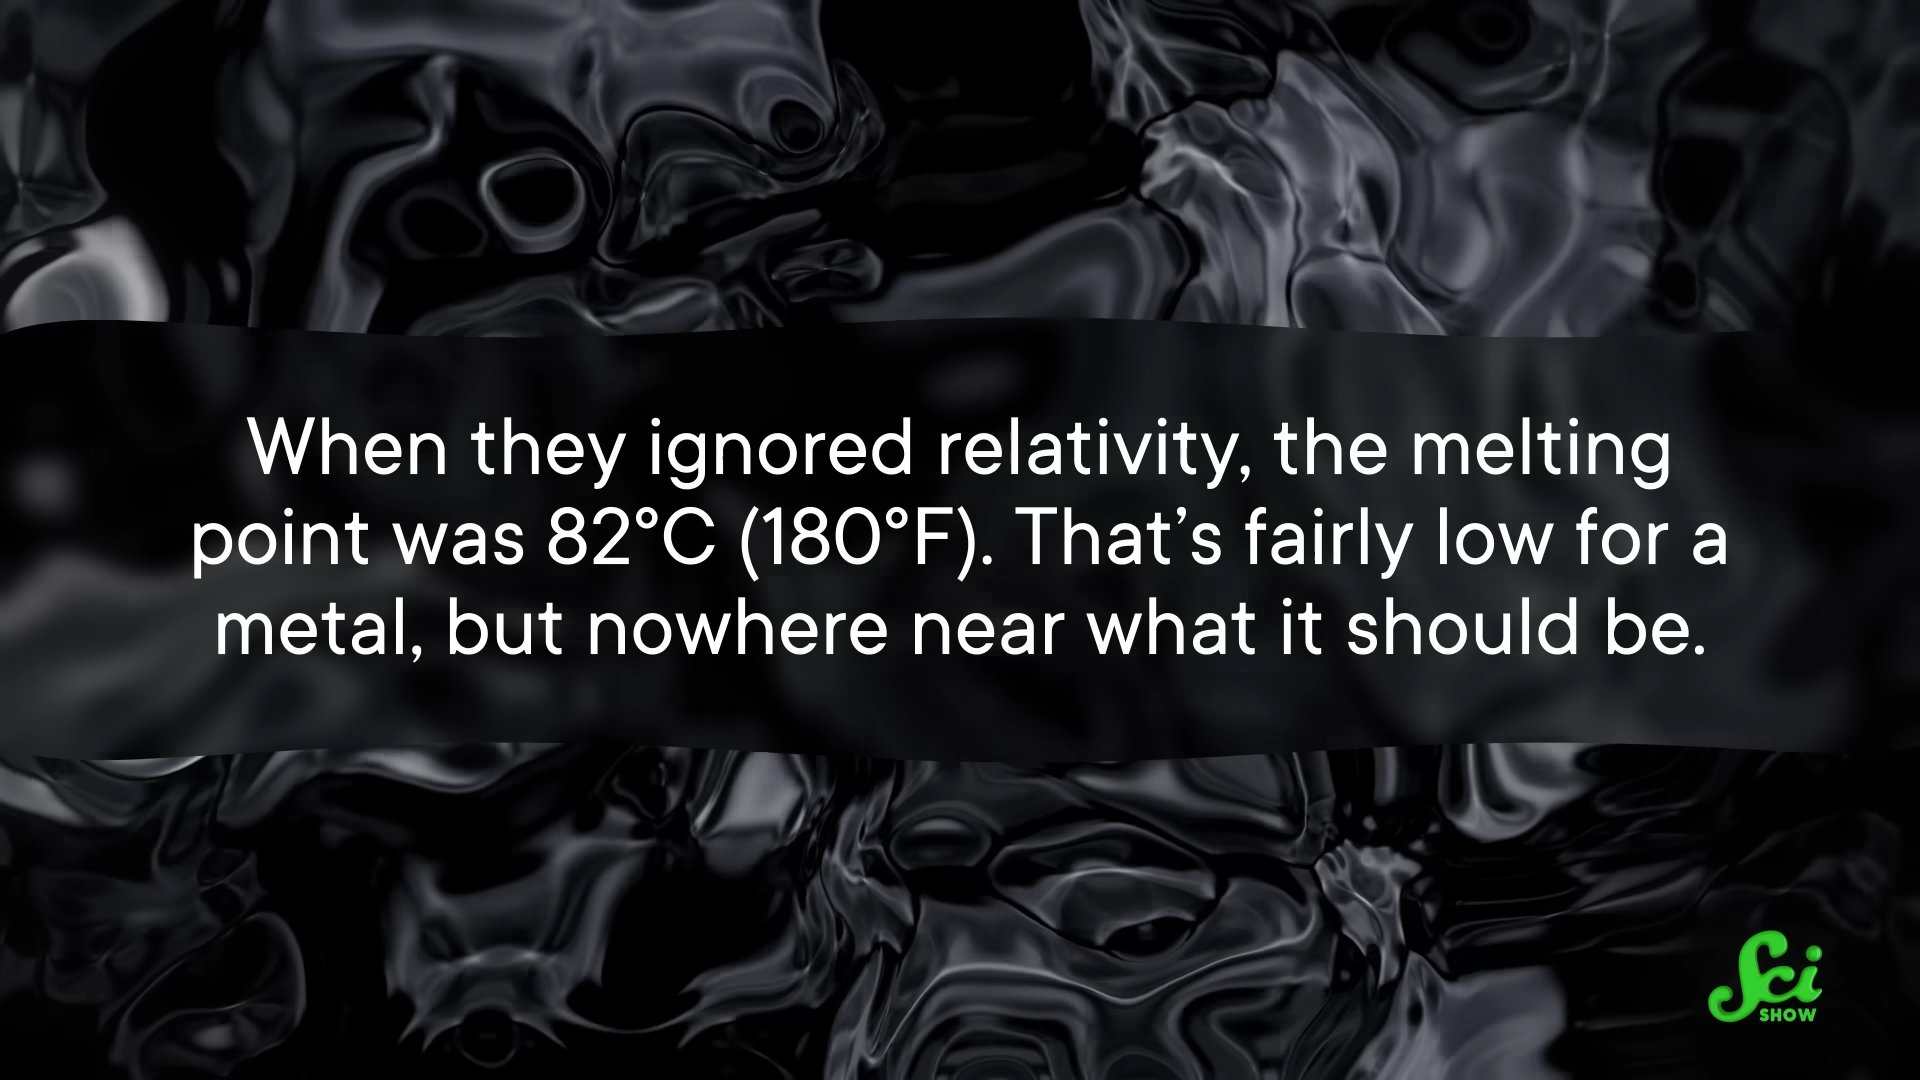 When they ignored relativity, the melting
point was 82°C (180°F). That’s fairly low for a
metal, but nowhere near what it should be.
Sci
SHOW